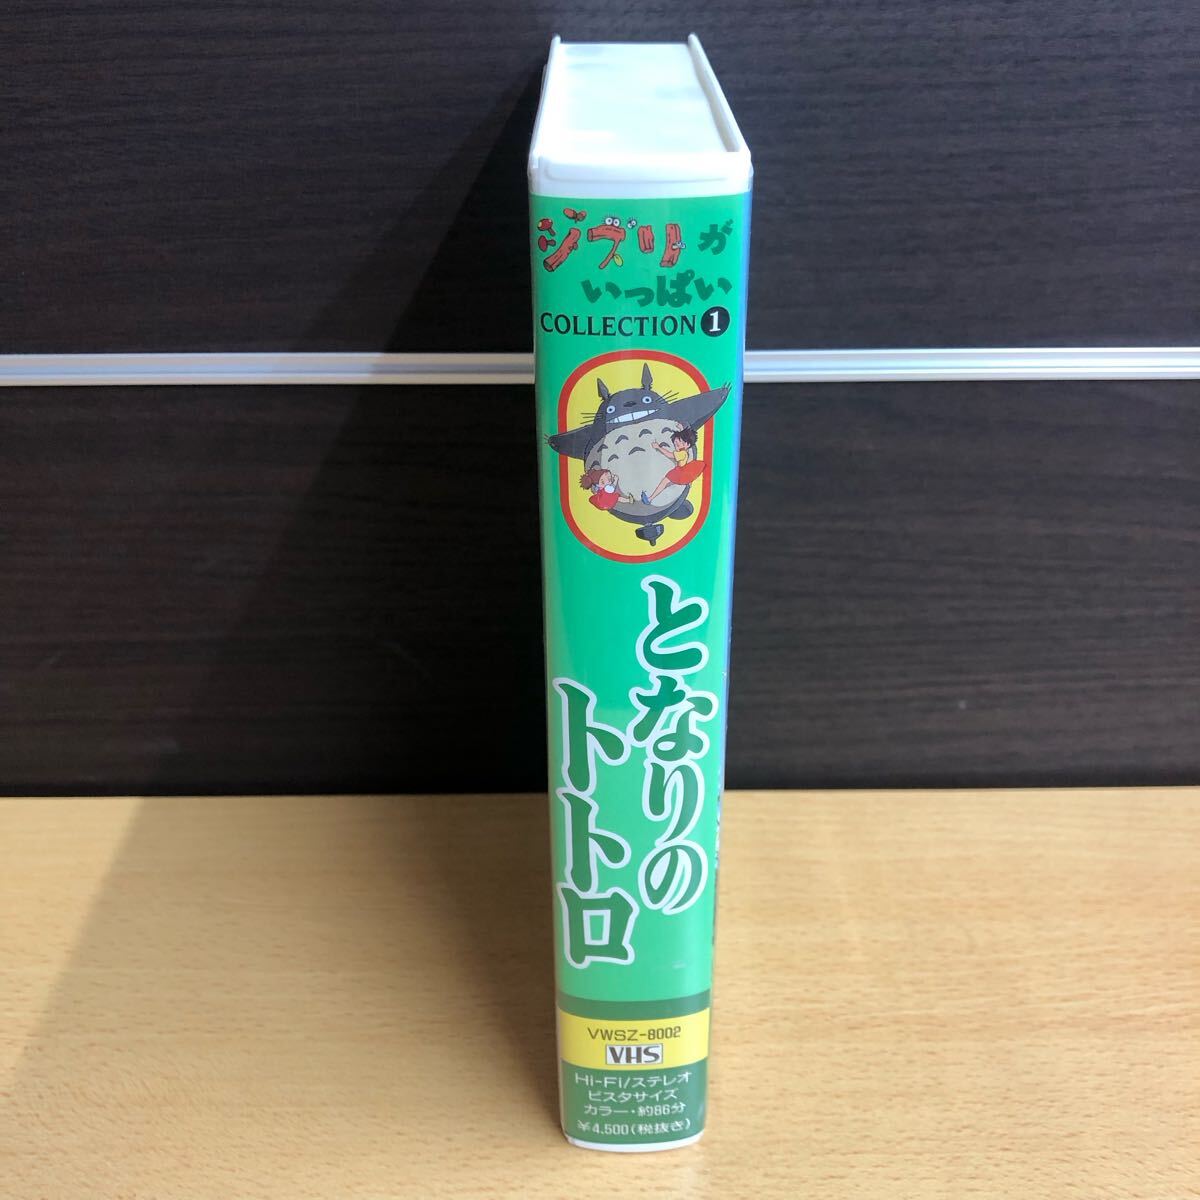 ジブリが
いっぱい
COLLECTION 1
となりの
トトロ
VWSZ-8002
VHS
Hi-Fi/ステレオ
ビスタサイズ
カラー・約86分
¥4,500(税抜き)